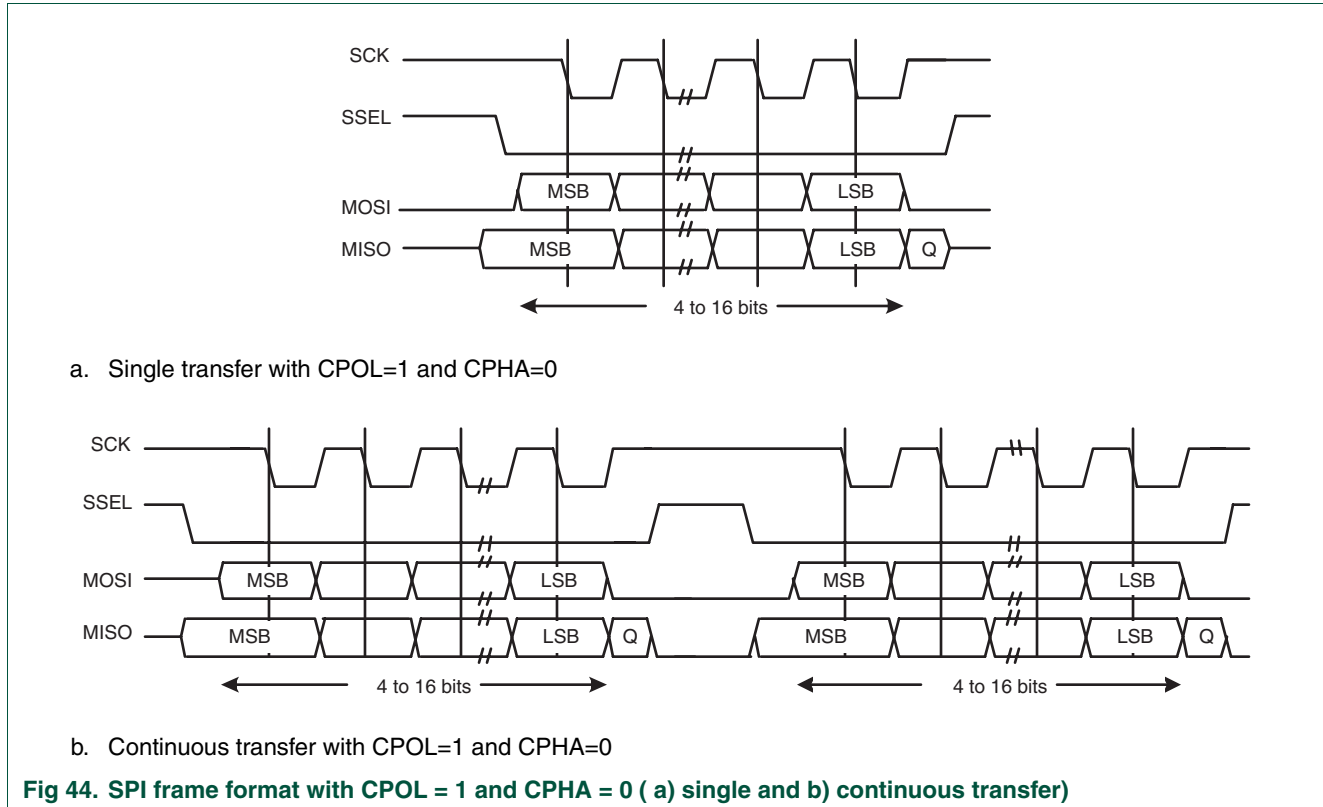 SCK
SSEL
MOSI
MSB
LSB
MISO
MSB
LSB
Q
4 to 16 bits
a. Single transfer with CPOL=1 and CPHA=0
SCK
SSEL
MOSI
MSB
LSB
MSB
LSB
MISO
MSB
LSB
Q
MSB
LSB
Q
4 to 16 bits
4 to 16 bits
b. Continuous transfer with CPOL=1 and CPHA=0
Fig 44. SPI frame format with CPOL = 1 and CPHA = 0 ( a) single and b) continuous transfer)